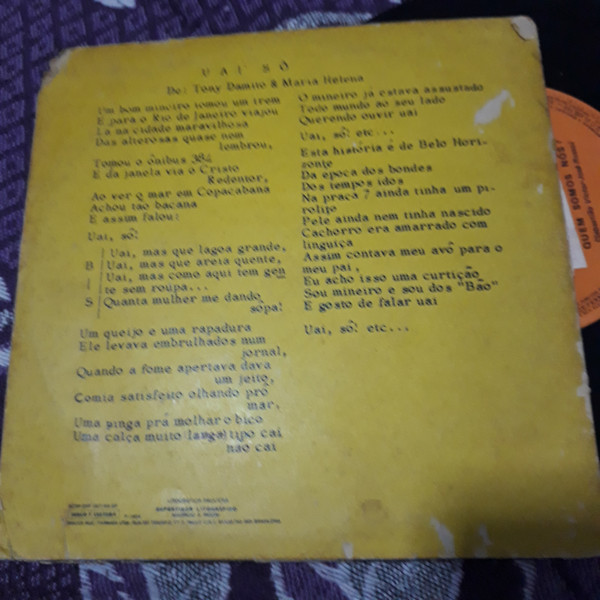 UAI SÔ
De: Tony Damito & Maria Helena
Um bom mineiro tomou um trem
E para o Rio de Janeiro viajou
Lá na cidade maravilhosa
Das alterosas quase nem
lembrou,
Tomou o ônibus 382
E da janela via o Cristo
Redentor,
Ao ver o mar em Copacabana
Achou tão bacana
E assim falou:
Uai, sô!
Uai, mas que lagoa grande,
B Uai, mas que areia quente,
I Uai, mas como aqui tem gen
te sem roupa...
S Quanta mulher me dando
sopa!
Um queijo e uma rapadura
Ele levava embrulhados num
jornal,
Quando a fome apertava dava
um jeito,
Comia satisfeito olhando pro
mar,
Uma pinga prá molhar o bico
Uma calça muito larga tipo cai
não cai
O mineiro já estava assustado
Todo mundo ao seu lado
Querendo ouvir uai
Uai, sô! etc...
Esta história é de Belo Hori-
zonte
Da epoca dos bondes
Dos tempos idos
Na praça 7 ainda tinha um pi-
rolito
Pele ainda nem tinha nascido
Cachorro era amarrado com
linguiça
Assim contava meu avô para o
meu pai,
Eu acho isso uma curtição
Sou mineiro e sou dos "Bão"
E gosto de falar uai
Uai, sô! etc...
QUEM SOMOS NÓS?